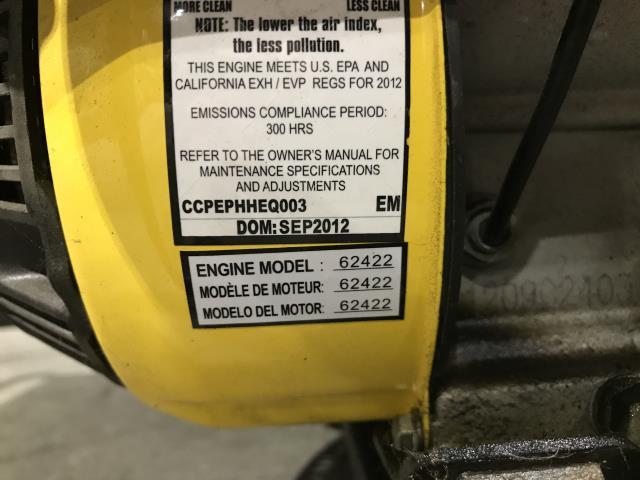 MORE CLEAN LESS CLEAN
NOTE: The lower the air index,
the less pollution.
THIS ENGINE MEETS U.S. EPA AND
CALIFORNIA EXH / EVP REGS FOR 2012
EMISSIONS COMPLIANCE PERIOD:
300 HRS
REFER TO THE OWNER'S MANUAL FOR
MAINTENANCE SPECIFICATIONS
AND ADJUSTMENTS
CCPEPHHEQ003 EM
DOM: SEP2012
ENGINE MODEL : 62422
MODÈLE DE MOTEUR: 62422
MODELO DEL MOTOR: 62422